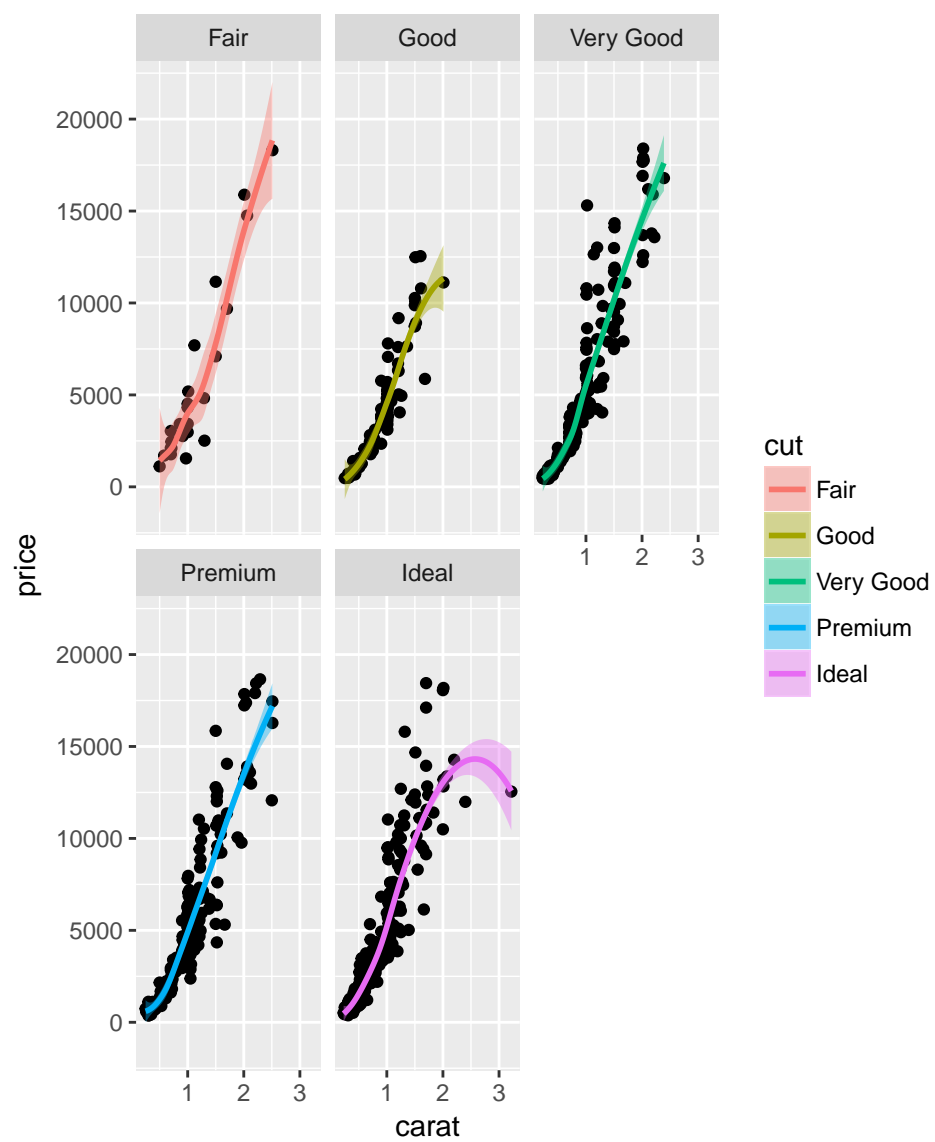 Fair
Good
Very Good
20000
15000
10000
5000
0
1 2 3
price
Premium
Ideal
20000
15000
10000
5000
0
1 2 3
1 2 3
carat
cut
Fair
Good
Very Good
Premium
Ideal